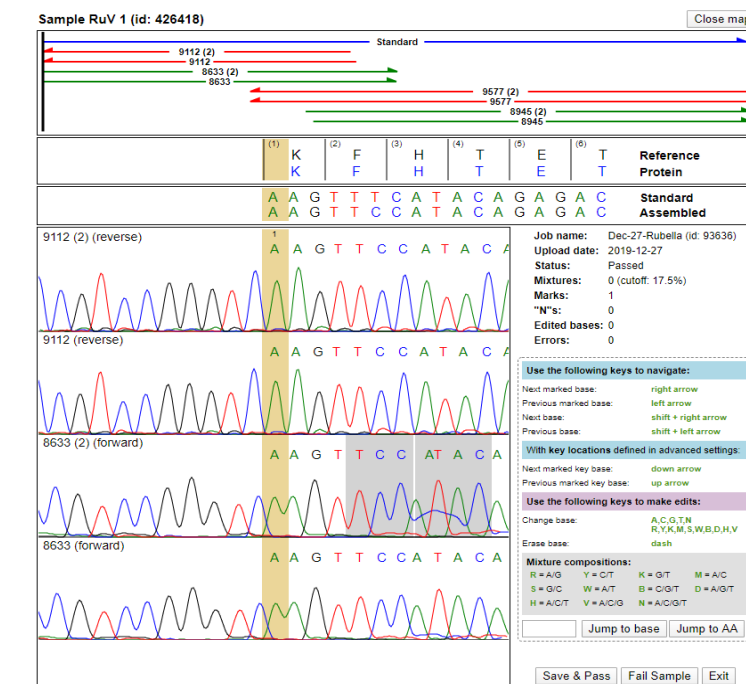 Sample RuV 1 (id: 426418)
Close map
Standard
9112 (2)
9112
8633 (2)
8633
9577 (2)
9577
8945 (2)
8945
(1) (2) (3) (4) (5) (6)
K F H T E T Reference
K F H T E T Protein
A A G T T T C A T A C A G A G A C Standard
A A G T T C C A T A C A G A G A C Assembled
9112 (2) (reverse)
1
A A G T T C C A T A C A
9112 (reverse)
A A G T T C C A T A C A
8633 (2) (forward)
A A G T T C C A T A C A
8633 (forward)
A A G T T C C A T A C A
Job name: Dec-27-Rubella (id: 93636)
Upload date: 2019-12-27
Status: Passed
Mixtures: 0 (cutoff: 17.5%)
Marks: 1
"N"s: 0
Edited bases: 0
Errors: 0
Use the following keys to navigate:
Next marked base: right arrow
Previous marked base: left arrow
Next base: shift + right arrow
Previous base: shift + left arrow
With key locations defined in advanced settings:
Next marked key base: down arrow
Previous marked key base: up arrow
Use the following keys to make edits:
Change base: A,C,G,T,N
R,Y,K,M,S,W,B,D,H,V
Erase base: dash
Mixture compositions:
R = A/G Y = C/T K = G/T M = A/C
S = G/C W = A/T B = C/G/T D = A/G/T
H = A/C/T V = A/C/G N = A/C/G/T
Jump to base Jump to AA
Save & Pass Fail Sample Exit